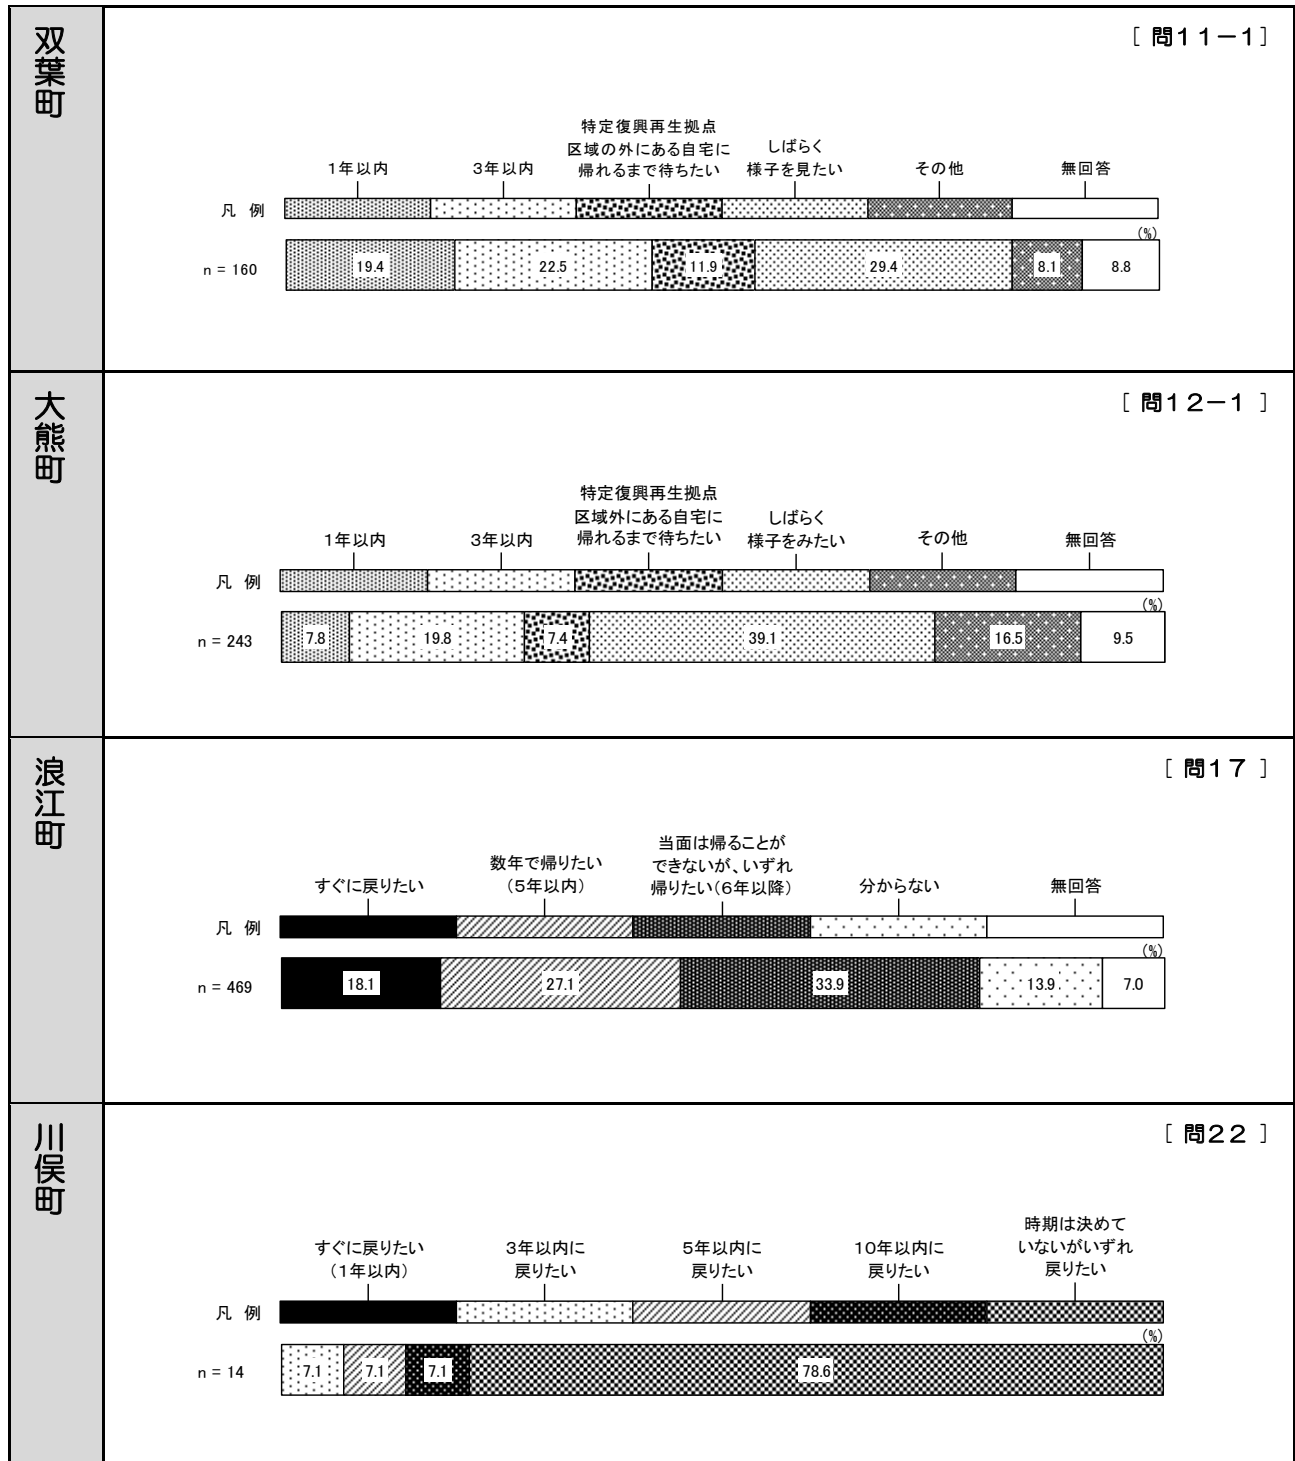 双葉町
[ 問11－1]
特定復興再生拠点
区域の外にある自宅に
帰れるまで待ちたい
しばらく
様子を見たい
1年以内
3年以内
その他
無回答
凡 例
(%)
n = 160
19.4
22.5
11.9
29.4
8.1
8.8
大熊町
[ 問12－1 ]
特定復興再生拠点
区域外にある自宅に
帰れるまで待ちたい
しばらく
様子をみたい
1年以内
3年以内
その他
無回答
凡 例
(%)
n = 243
7.8
19.8
7.4
39.1
16.5
9.5
浪江町
[ 問17 ]
すぐに戻りたい
数年で帰りたい
（5年以内）
当面は帰ることが
できないが、いずれ
帰りたい（6年以降）
分からない
無回答
凡 例
(%)
n = 469
18.1
27.1
33.9
13.9
7.0
川俣町
[ 問22 ]
すぐに戻りたい
（1年以内）
3年以内に
戻りたい
5年以内に
戻りたい
10年以内に
戻りたい
時期は決めて
いないがいずれ
戻りたい
凡 例
(%)
n = 14
7.1
7.1
7.1
78.6